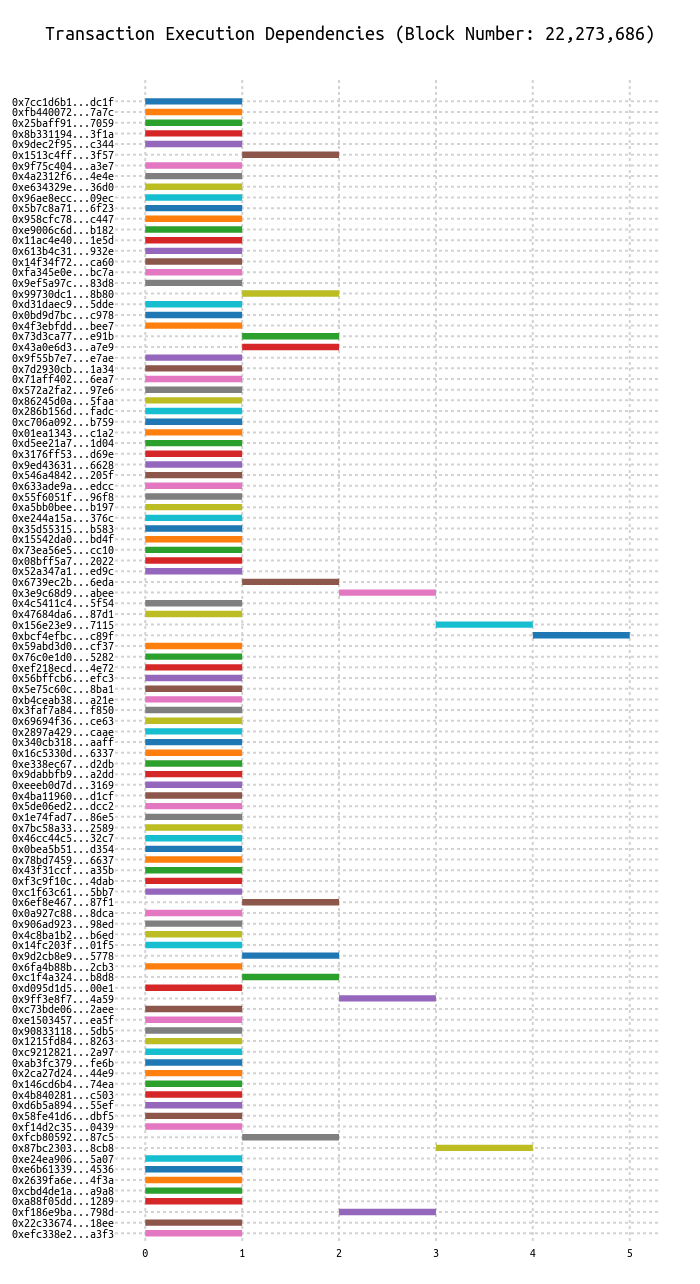 Transaction Execution Dependencies (Block Number: 22,273,686)
0x7cc1d6b1...dc1f
0xfb440072...7a7c
0x25baff91...7059
0x8b331194...3f1a
0x9dec2f95...c344
0x1513c4ff...3f57
0x9f75c404...a3e7
0x4a2312f6...4e4e
0xe634329e...36d0
0x96ae8ecc...09ec
0x5b7c8a71...6f23
0x958cfc78...c447
0xe9006c6d...b182
0x11ac4e40...1e5d
0x613b4c31...932e
0x14f34f72...ca60
0xfa345e0e...bc7a
0x9ef5a97c...83d8
0x99730dc1...8b80
0xd31daec9...5dde
0x0bd9d7bc...c978
0x4f3ebfdd...bee7
0x73d3ca77...e91b
0x43a0e6d3...a7e9
0x9f55b7e7...e7ae
0x7d2930cb...1a34
0x71aff402...6ea7
0x572a2fa2...97e6
0x86245d0a...5faa
0x286b156d...fadc
0xc706a092...b759
0x01ea1343...c1a2
0xd5ee21a7...1d04
0x3176ff53...d69e
0x9ed43631...6628
0x546a4842...205f
0x633ade9a...edcc
0x55f6051f...96f8
0xa5bb0bee...b197
0xe244a15a...376c
0x35d55315...b583
0x15542da0...bd4f
0x73ea56e5...cc10
0x08bff5a7...2022
0x52a347a1...ed9c
0x6739ec2b...6eda
0x3e9c68d9...abee
0x4c5411c4...5f54
0x47684da6...87d1
0x156e23e9...7115
0xbcf4efbc...c89f
0x59abd3d0...cf37
0x76c0e1d0...5282
0xef218ecd...4e72
0x56bffcb6...efc3
0x5e75c60c...8ba1
0xb4ceab38...a21e
0x3faf7a84...f850
0x69694f36...ce63
0x2897a429...caae
0x340cb318...aaff
0x16c5330d...6337
0xe338ec67...d2db
0x9dabbfb9...a2dd
0xeeeb0d7d...3169
0x4ba11960...d1cf
0x5de06ed2...dcc2
0x1e74fad7...86e5
0x7bc58a33...2589
0x46cc44c5...32c7
0x0bea5b51...d354
0x78bd7459...6637
0x43f31ccf...a35b
0xf3c9f10c...4dab
0xc1f63c61...5bb7
0x6ef8e467...87f1
0x0a927c88...8dca
0x906ad923...98ed
0x4c8ba1b2...b6ed
0x14fc203f...01f5
0x9d2cb8e9...5778
0x6fa4b88b...2cb3
0xc1f4a324...b8d8
0xd095d1d5...00e1
0x9ff3e8f7...4a59
0xc73bde06...2aee
0xe1503457...ea5f
0x90833118...5db5
0x1215fd84...8263
0xc9212821...2a97
0xab3fc379...fe6b
0x2ca27d24...44e9
0x146cd6b4...74ea
0x4b840281...c503
0xd6b5a894...55ef
0x58fe41d6...dbf5
0xf14d2c35...0439
0xfcb80592...87c5
0x87bc2303...8cb8
0xe24ea906...5a07
0xe6b61339...4536
0x2639fa6e...4f3a
0xcbd4de1a...a9a8
0xa88f05dd...1289
0xf186e9ba...798d
0x22c33674...18ee
0xefc338e2...a3f3
0 1 2 3 4 5